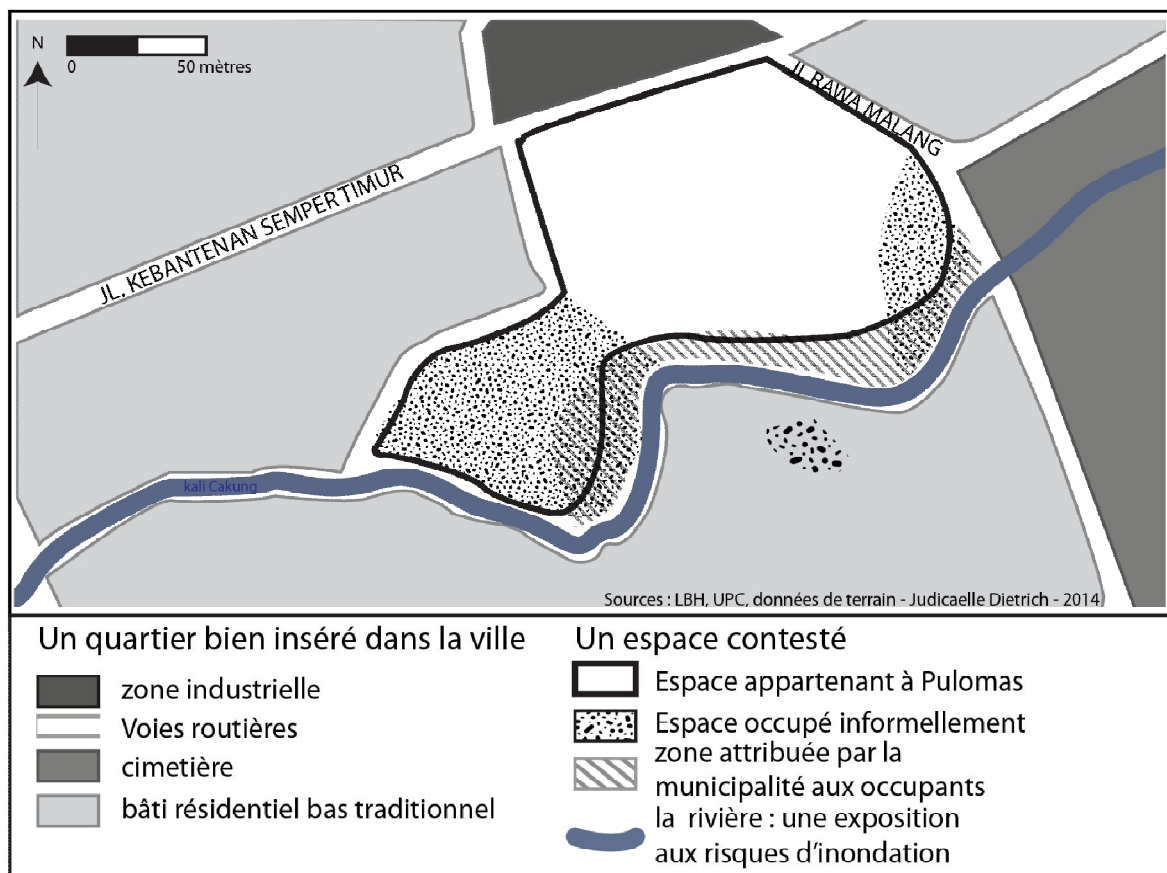 N
0 50 mètres
JL. KEBANTENAN SEMPER TIMUR
Jl RAWA MALANG
kali Cakung
Sources : LBH, UPC, données de terrain - Judicaelle Dietrich - 2014
Un quartier bien inséré dans la ville
zone industrielle
Voies routières
cimetière
bâti résidentiel bas traditionnel
Un espace contesté
Espace appartenant à Pulomas
Espace occupé informellement
zone attribuée par la
municipalité aux occupants
la rivière : une exposition
aux risques d'inondation